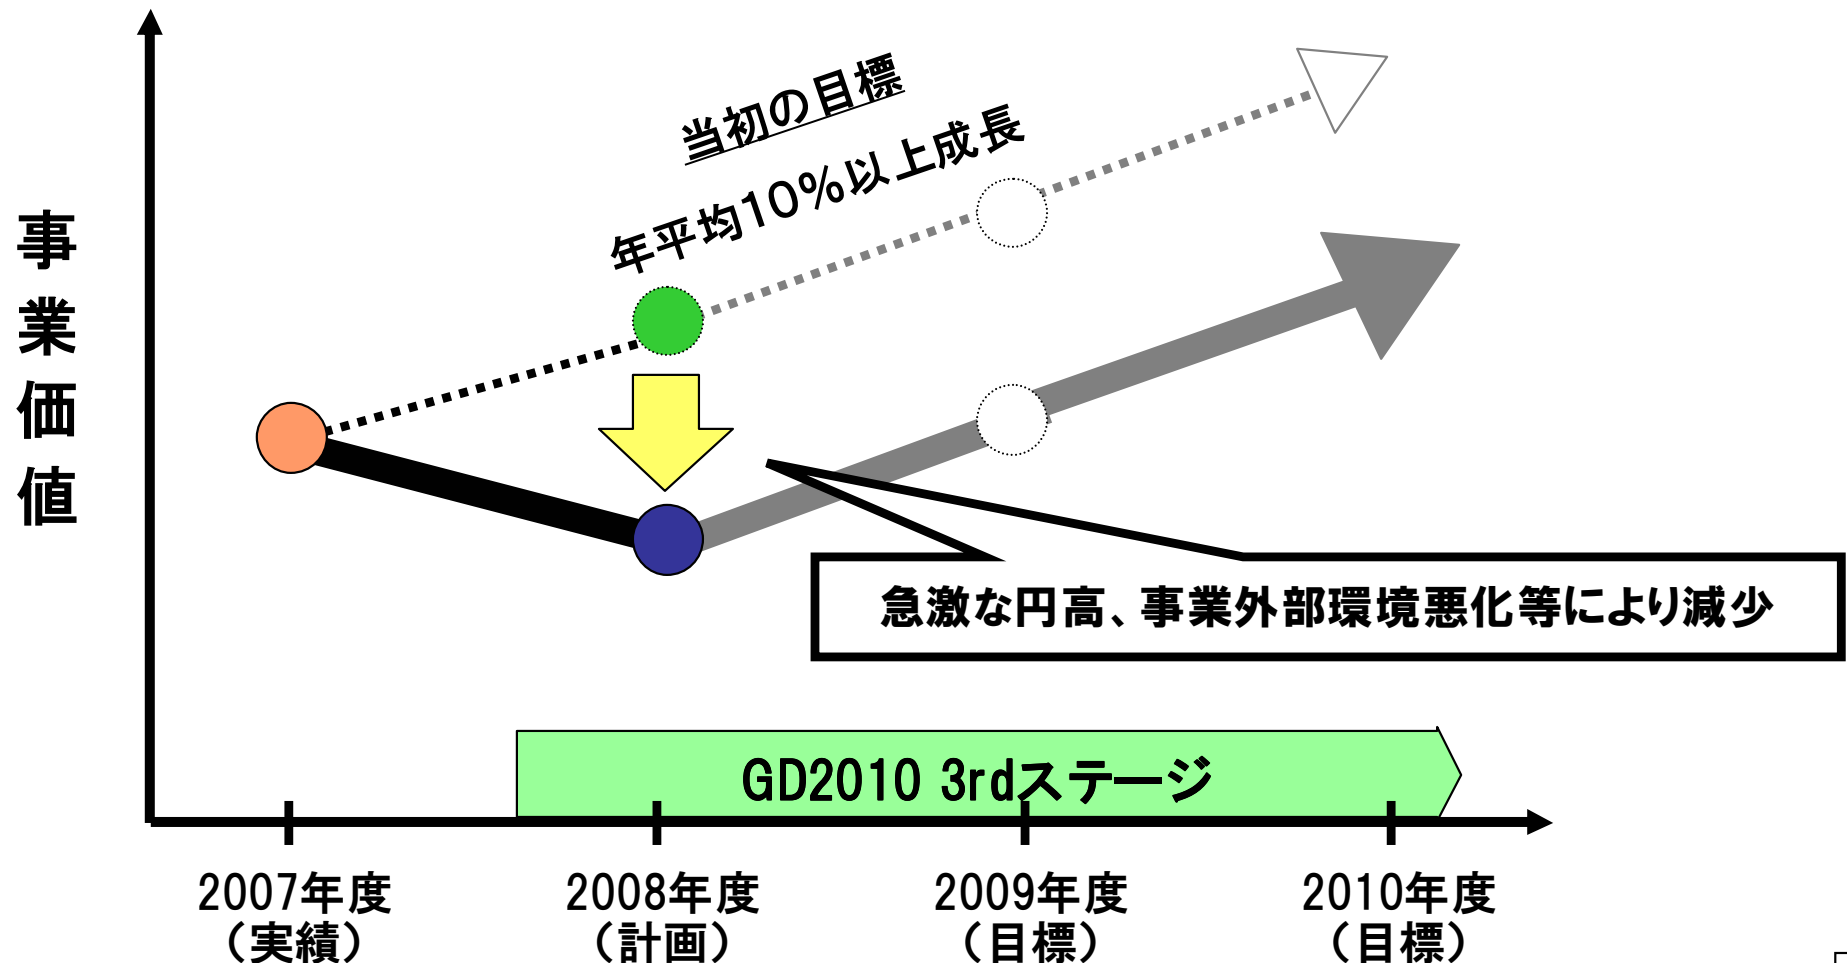 当初の目標
年平均10%以上成長
事業価値
急激な円高、事業外部環境悪化等により減少
GD2010 3rdステージ
2007年度
(実績)
2008年度
(計画)
2009年度
(目標)
2010年度
(目標)